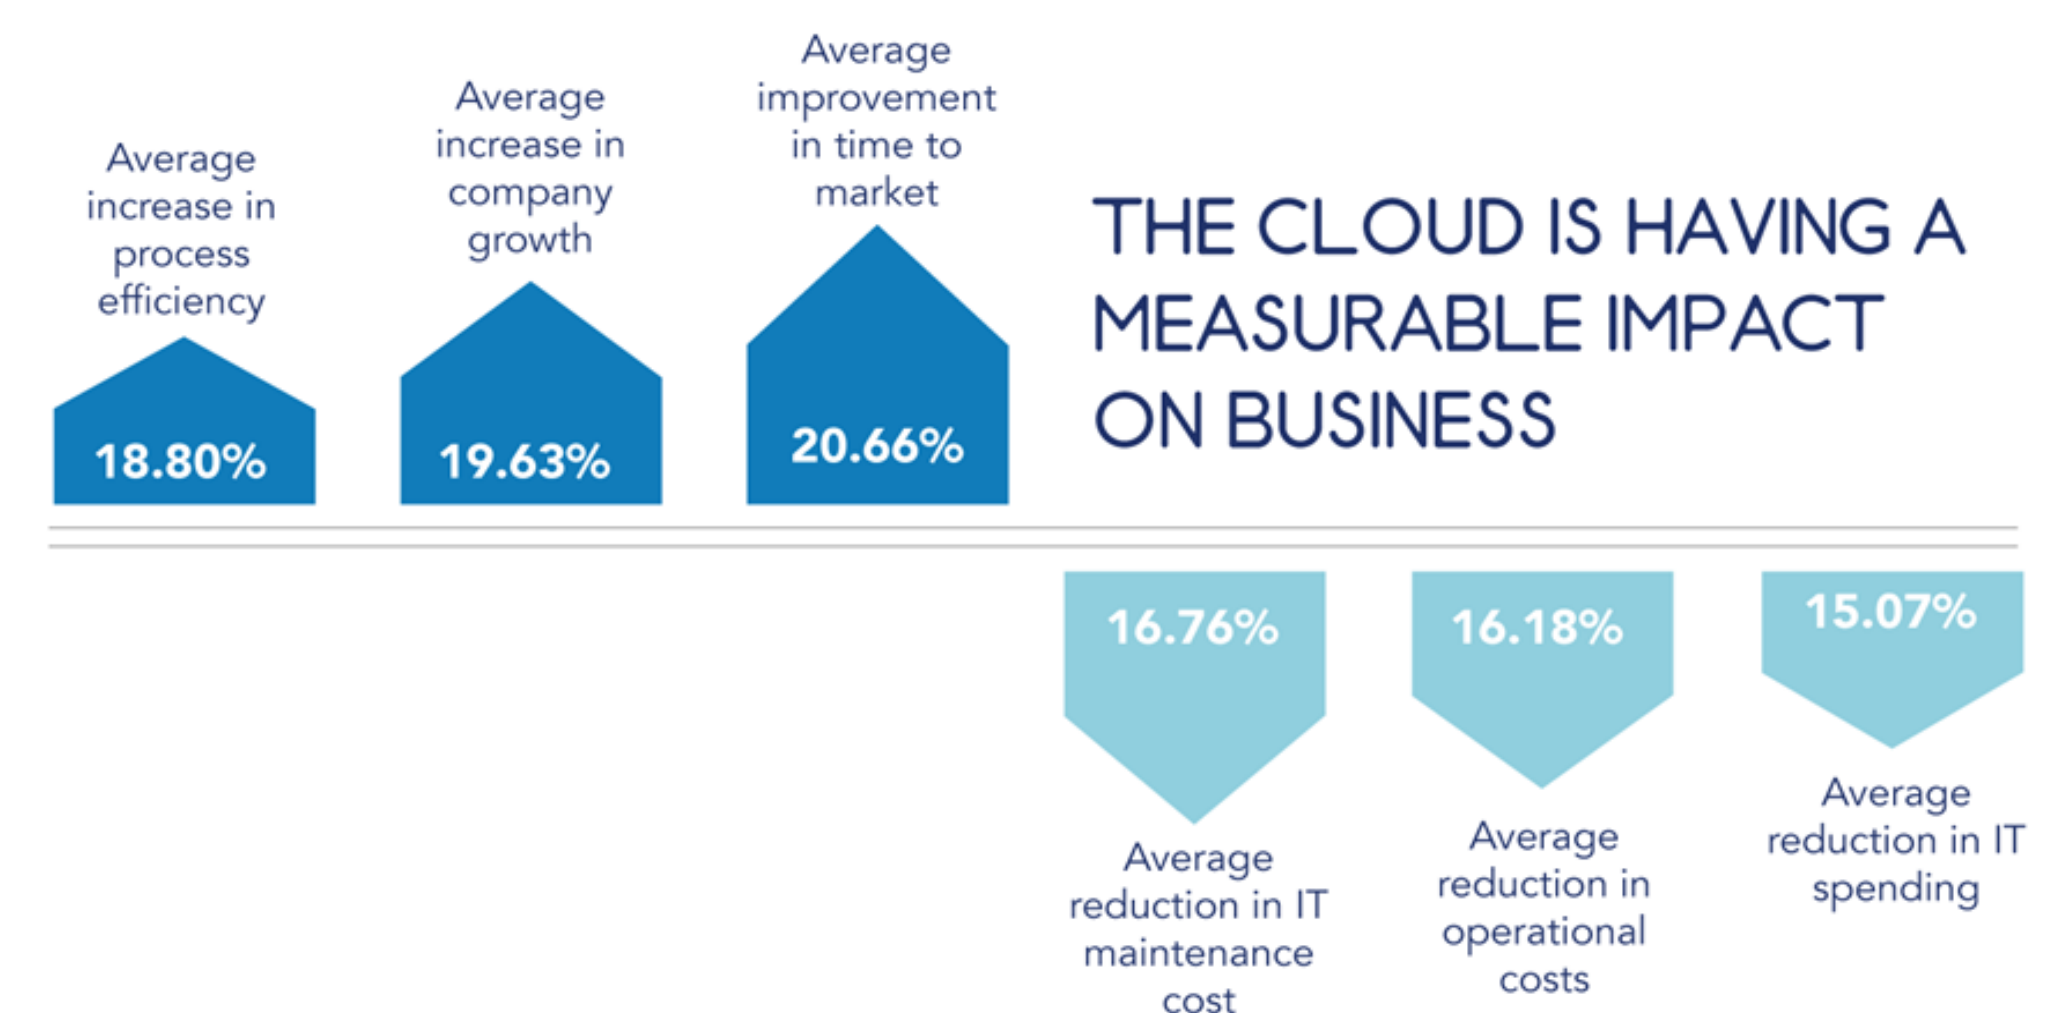 Average
increase in
process
efficiency
18.80%
Average
increase in
company
growth
19.63%
Average
improvement
in time to
market
20.66%
THE CLOUD IS HAVING A
MEASURABLE IMPACT
ON BUSINESS
16.76%
Average
reduction in IT
maintenance
cost
16.18%
Average
reduction in
operational
costs
15.07%
Average
reduction in IT
spending